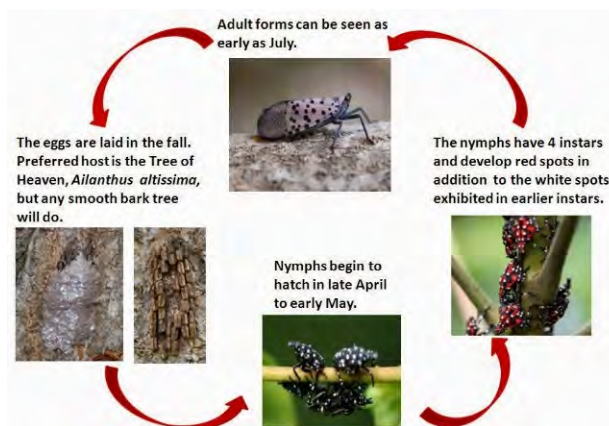 Adult forms can be seen as
early as July.
The eggs are laid in the fall.
Preferred host is the Tree of
Heaven, Ailanthus altissima,
but any smooth bark tree
will do.
Nymphs begin to
hatch in late April
to early May.
The nymphs have 4 instars
and develop red spots in
addition to the white spots
exhibited in earlier instars.